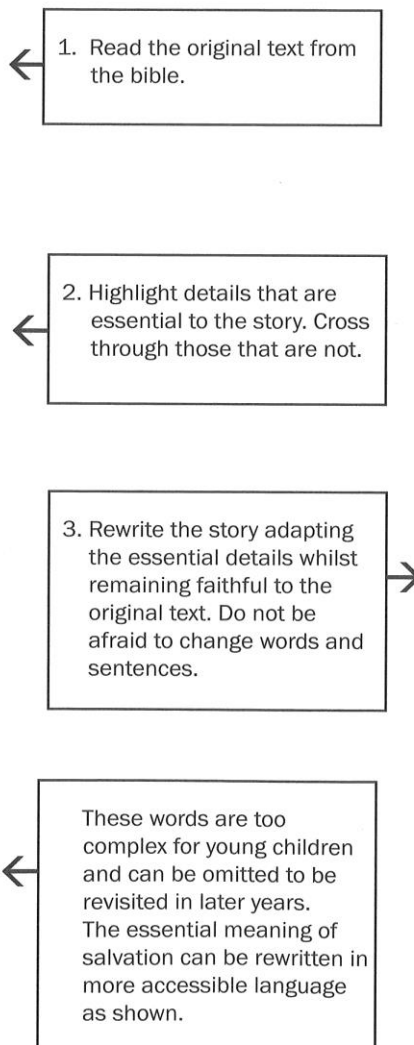 1. Read the original text from
the bible.
2. Highlight details that are
essential to the story. Cross
through those that are not.
3. Rewrite the story adapting
the essential details whilst
remaining faithful to the
original text. Do not be
afraid to change words and
sentences.
These words are too
complex for young children
and can be omitted to be
revisited in later years.
The essential meaning of
salvation can be rewritten in
more accessible language
as shown.